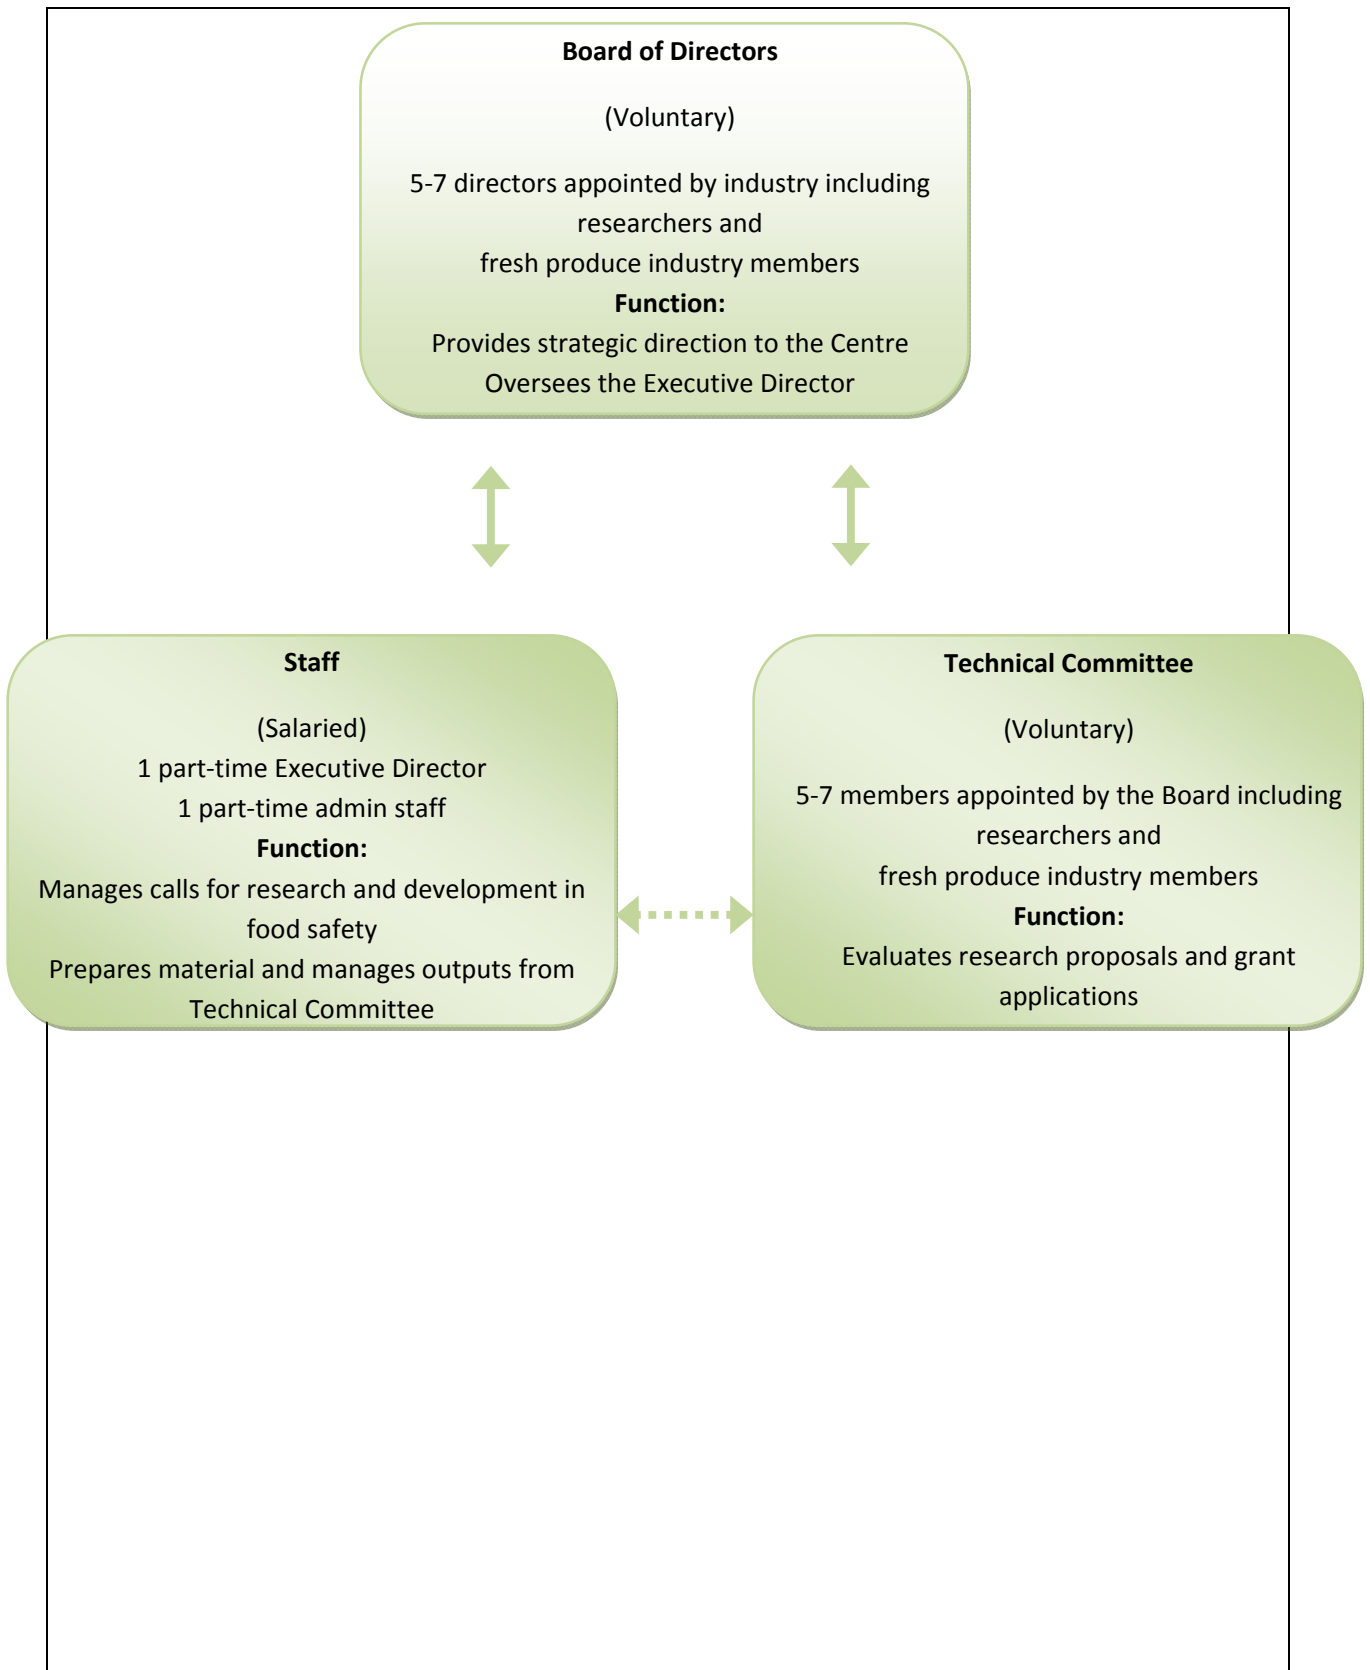 Board of Directors
(Voluntary)
5-7 directors appointed by industry including
researchers and
fresh produce industry members
Function:
Provides strategic direction to the Centre
Oversees the Executive Director
Staff
(Salaried)
1 part-time Executive Director
1 part-time admin staff
Function:
Manages calls for research and development in
food safety
Prepares material and manages outputs from
Technical Committee
Technical Committee
(Voluntary)
5-7 members appointed by the Board including
researchers and
fresh produce industry members
Function:
Evaluates research proposals and grant
applications